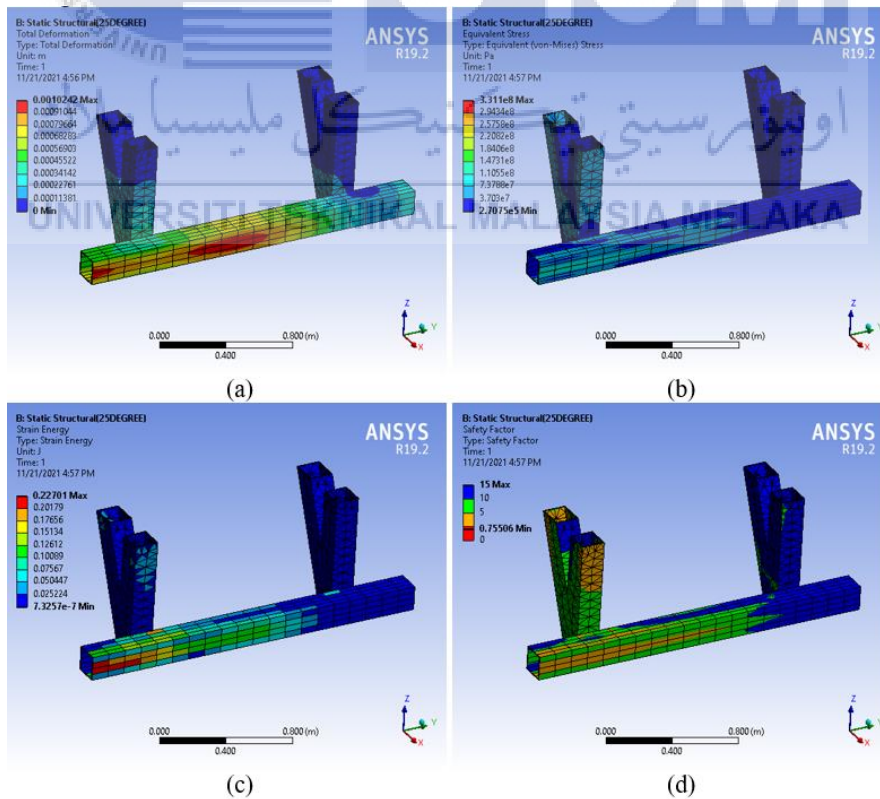 UTeM
UNIVERSITI TEKNIKAL MALAYSIA MELAKA
اونيۏرسيتي تيكنيكل مليسيا ملاك
B: Static Structural(25DEGREE)
Total Deformation
Type: Total Deformation
Unit: m
Time: 1
11/21/2021 4:56 PM
0.0010242 Max
0.00091044
0.00079664
0.00068283
0.00056903
0.00045522
0.00034142
0.00022761
0.00011381
0 Min
ANSYS
R19.2
Z
Y
X
0.000
0.800 (m)
0.400
(a)
B: Static Structural(25DEGREE)
Equivalent Stress
Type: Equivalent (von-Mises) Stress
Unit: Pa
Time: 1
11/21/2021 4:57 PM
3.311e8 Max
2.9434e8
2.5758e8
2.2082e8
1.8406e8
1.4731e8
1.1055e8
7.3788e7
3.703e7
2.7075e5 Min
ANSYS
R19.2
Z
Y
X
0.000
0.800 (m)
0.400
(b)
B: Static Structural(25DEGREE)
Strain Energy
Type: Strain Energy
Unit: J
Time: 1
11/21/2021 4:57 PM
0.22701 Max
0.20179
0.17656
0.15134
0.12612
0.10089
0.07567
0.050447
0.025224
7.3257e-7 Min
ANSYS
R19.2
Z
Y
X
0.000
0.800 (m)
0.400
(c)
B: Static Structural(25DEGREE)
Safety Factor
Type: Safety Factor
Time: 1
11/21/2021 4:57 PM
15 Max
10
5
0.75506 Min
0
ANSYS
R19.2
Z
Y
X
0.000
0.800 (m)
0.400
(d)